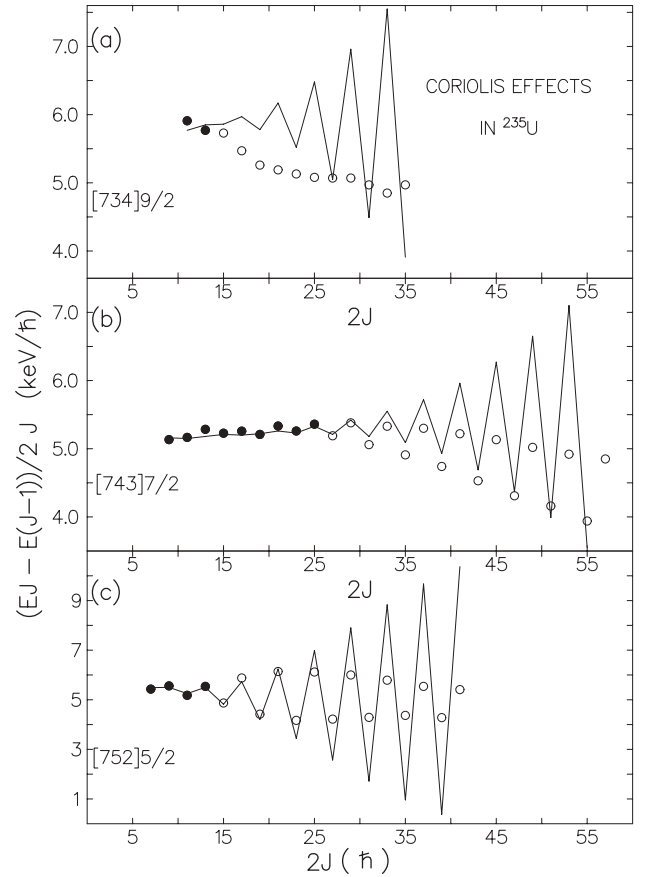 (a)
CORIOLIS EFFECTS
IN ²³⁵U
[734]9/2
7.0
6.0
5.0
4.0
5 15 25 35 45 55
2J
(b)
[743]7/2
7.0
6.0
5.0
4.0
5 15 25 35 45 55
2J
(c)
[752]5/2
9
7
5
3
1
5 15 25 35 45 55
2J (ℏ)
(EJ − E(J−1))/2 J (keV/ℏ)